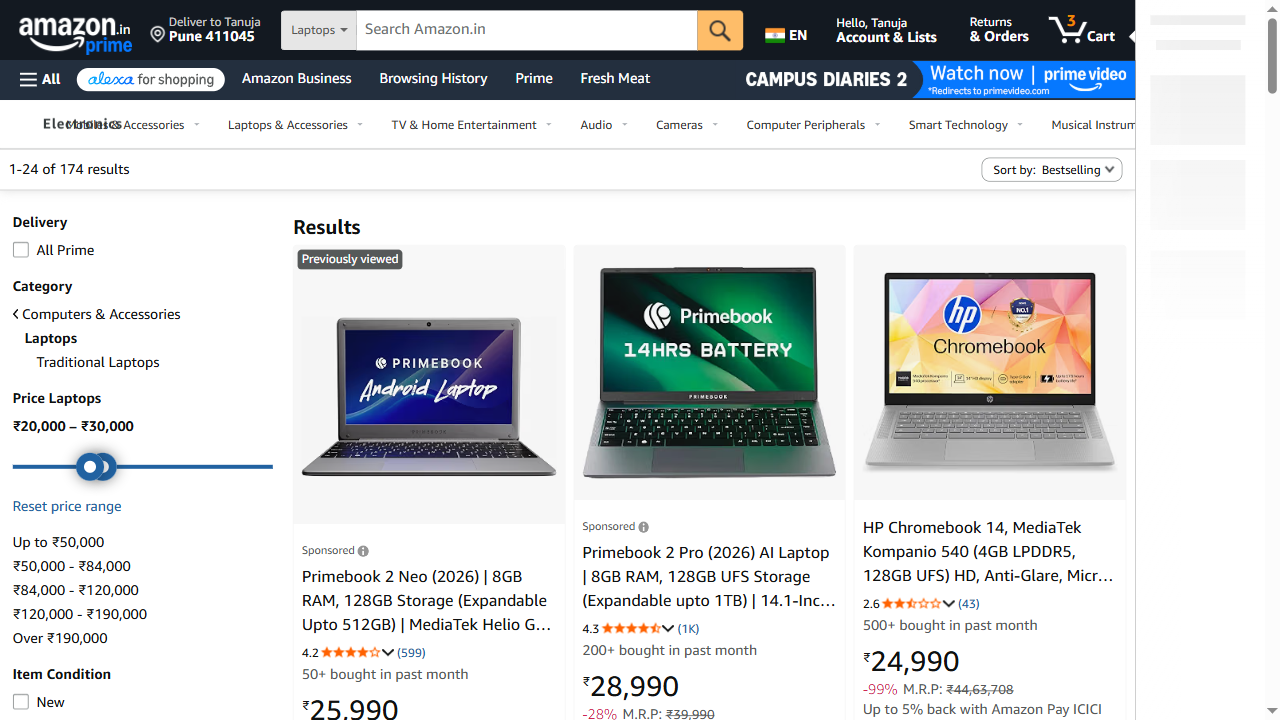 amazon.in
prime
Deliver to Tanuja
Pune 411045
Laptops
Search Amazon.in
EN
Hello, Tanuja
Account & Lists
Returns
& Orders
3
Cart
All
alexa for shopping
Amazon Business
Browsing History
Prime
Fresh Meat
CAMPUS DIARIES 2
Watch now
*Redirects to primevideo.com
prime video
Electronics
Mobiles & Accessories
Laptops & Accessories
TV & Home Entertainment
Audio
Cameras
Computer Peripherals
Smart Technology
Musical Instrum
1-24 of 174 results
Sort by: Bestselling
Delivery
All Prime
Category
Computers & Accessories
Laptops
Traditional Laptops
Price Laptops
₹20,000 – ₹30,000
Reset price range
Up to ₹50,000
₹50,000 - ₹84,000
₹84,000 - ₹120,000
₹120,000 - ₹190,000
Over ₹190,000
Item Condition
New
Results
Previously viewed
PRIMEBOOK
Android Laptop
Sponsored
Primebook 2 Neo (2026) | 8GB
RAM, 128GB Storage (Expandable
Upto 512GB) | MediaTek Helio G...
4.2 (599)
50+ bought in past month
₹25,990
Primebook
14HRS BATTERY
PRIMEBOOK
Sponsored
Primebook 2 Pro (2026) AI Laptop
| 8GB RAM, 128GB UFS Storage
(Expandable upto 1TB) | 14.1-Inc...
4.3 (1K)
200+ bought in past month
₹28,990
-28% M.R.P: ₹39,990
hp
NO.1
Chromebook
HP Chromebook 14, MediaTek
Kompanio 540 (4GB LPDDR5,
128GB UFS) HD, Anti-Glare, Micr...
2.6 (43)
500+ bought in past month
₹24,990
-99% M.R.P: ₹44,63,708
Up to 5% back with Amazon Pay ICICI